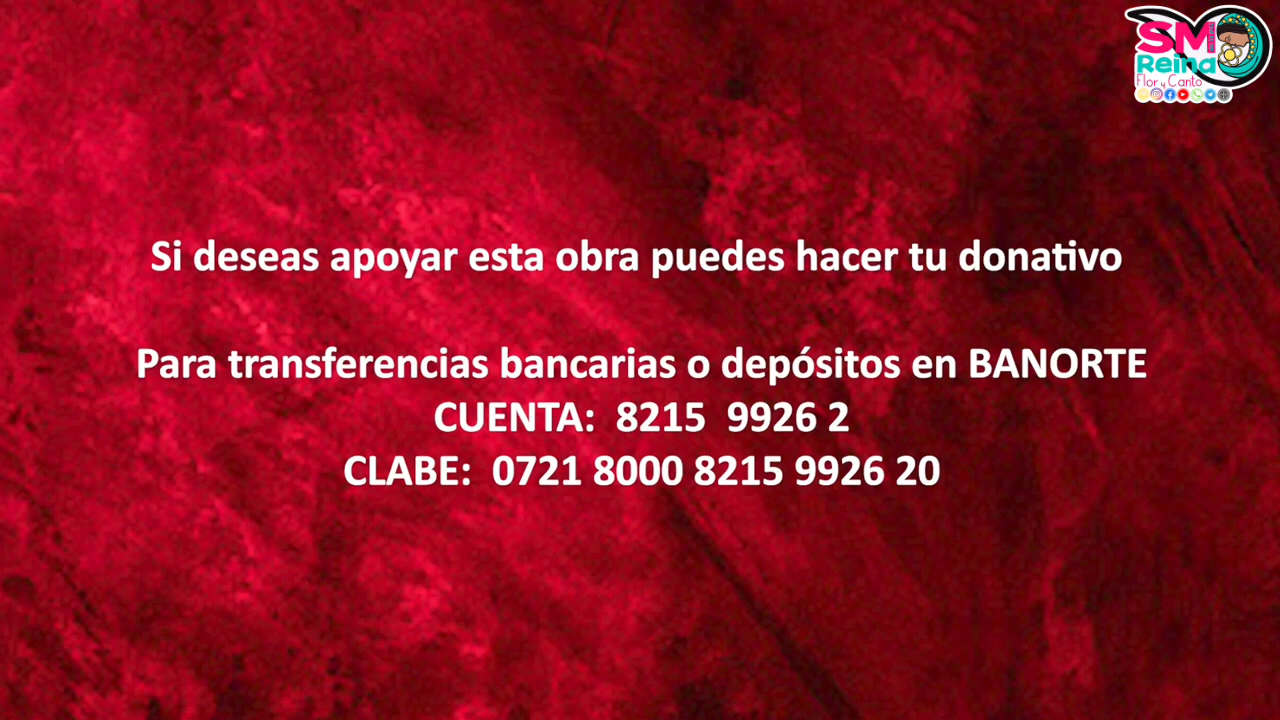 SM
Reina
Flor y Canto
Si deseas apoyar esta obra puedes hacer tu donativo
Para transferencias bancarias o depósitos en BANORTE
CUENTA: 8215 9926 2
CLABE: 0721 8000 8215 9926 20